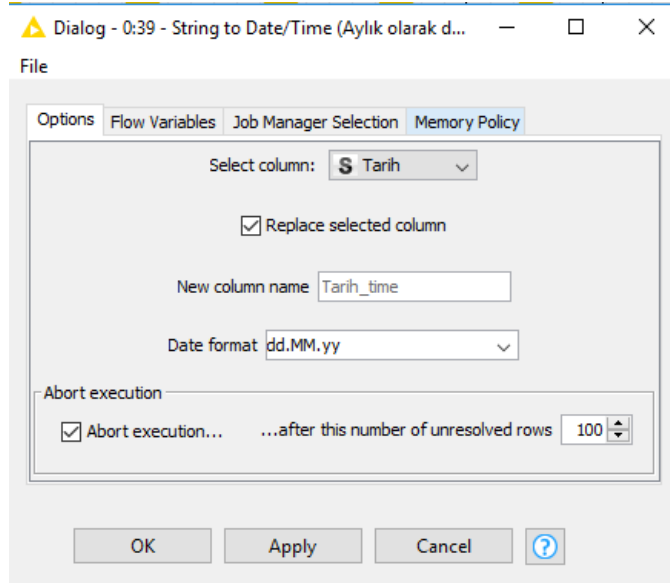 Dialog - 0:39 - String to Date/Time (Aylık olarak d...
File
Options Flow Variables Job Manager Selection Memory Policy
Select column: S Tarih
Replace selected column
New column name Tarih_time
Date format dd.MM.yy
Abort execution
Abort execution... ...after this number of unresolved rows 100
OK Apply Cancel ?